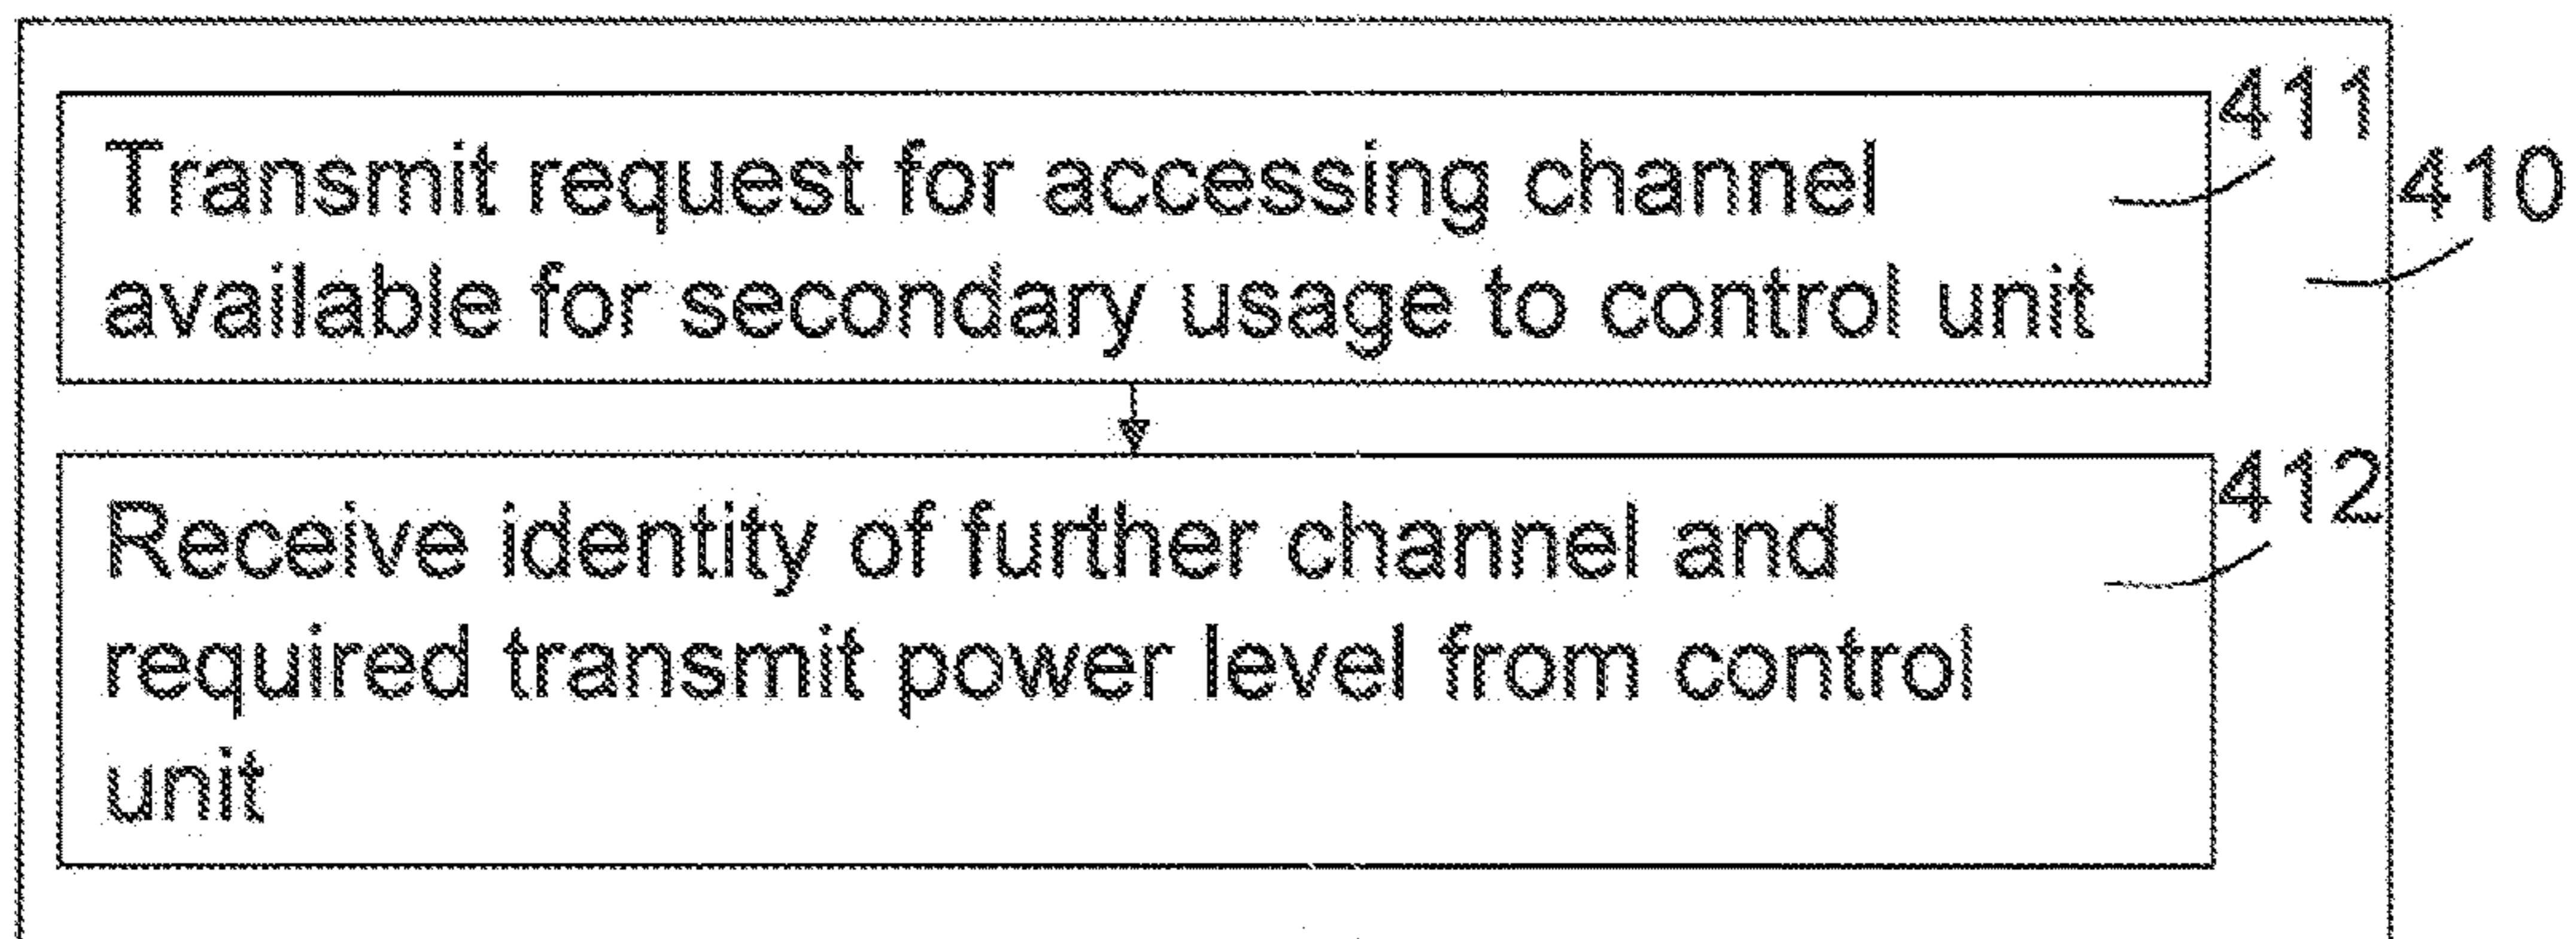 411
Transmit request for accessing channel
410
available for secondary usage to control unit
412
Receive identity of further channel and
required transmit power level from control
unit